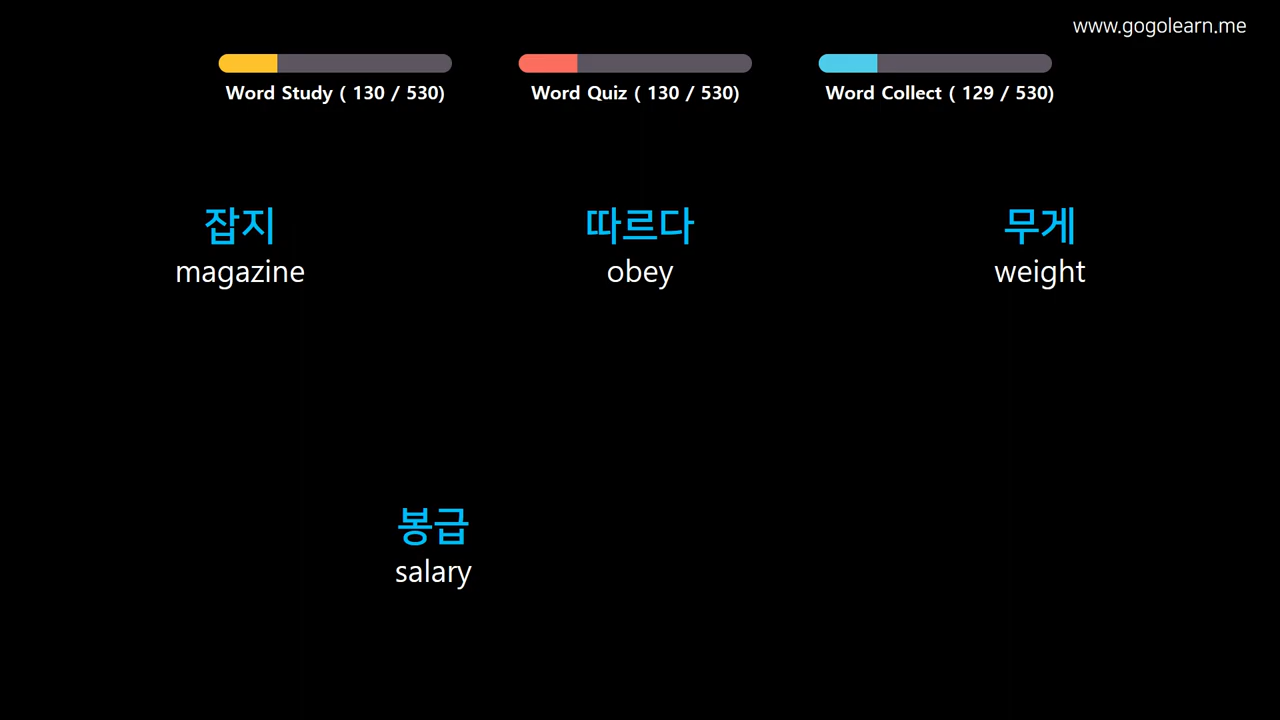 www.gogolearn.me
Word Study ( 130 / 530)
Word Quiz ( 130 / 530)
Word Collect ( 129 / 530)
잡지
magazine
따르다
obey
무게
weight
봉급
salary